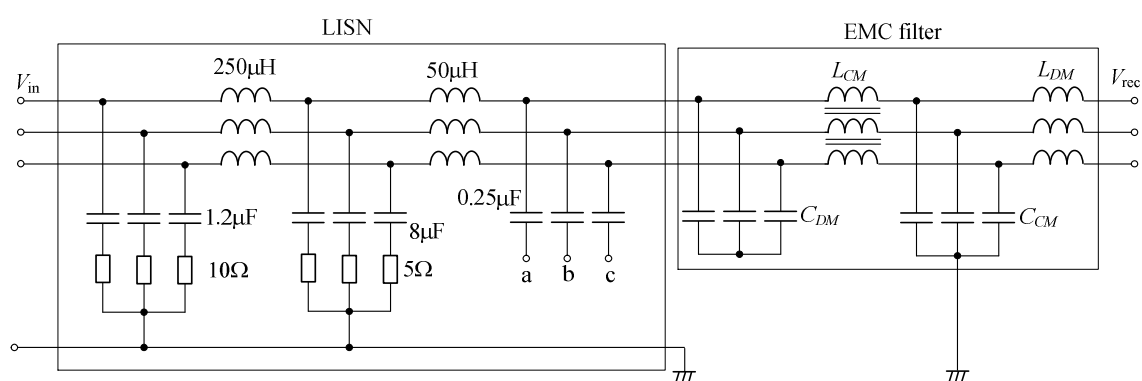 LISN
EMC filter
V_in
250μH
50μH
L_CM
L_DM
V_rec
1.2μF
8μF
0.25μF
C_DM
C_CM
10Ω
5Ω
a b c